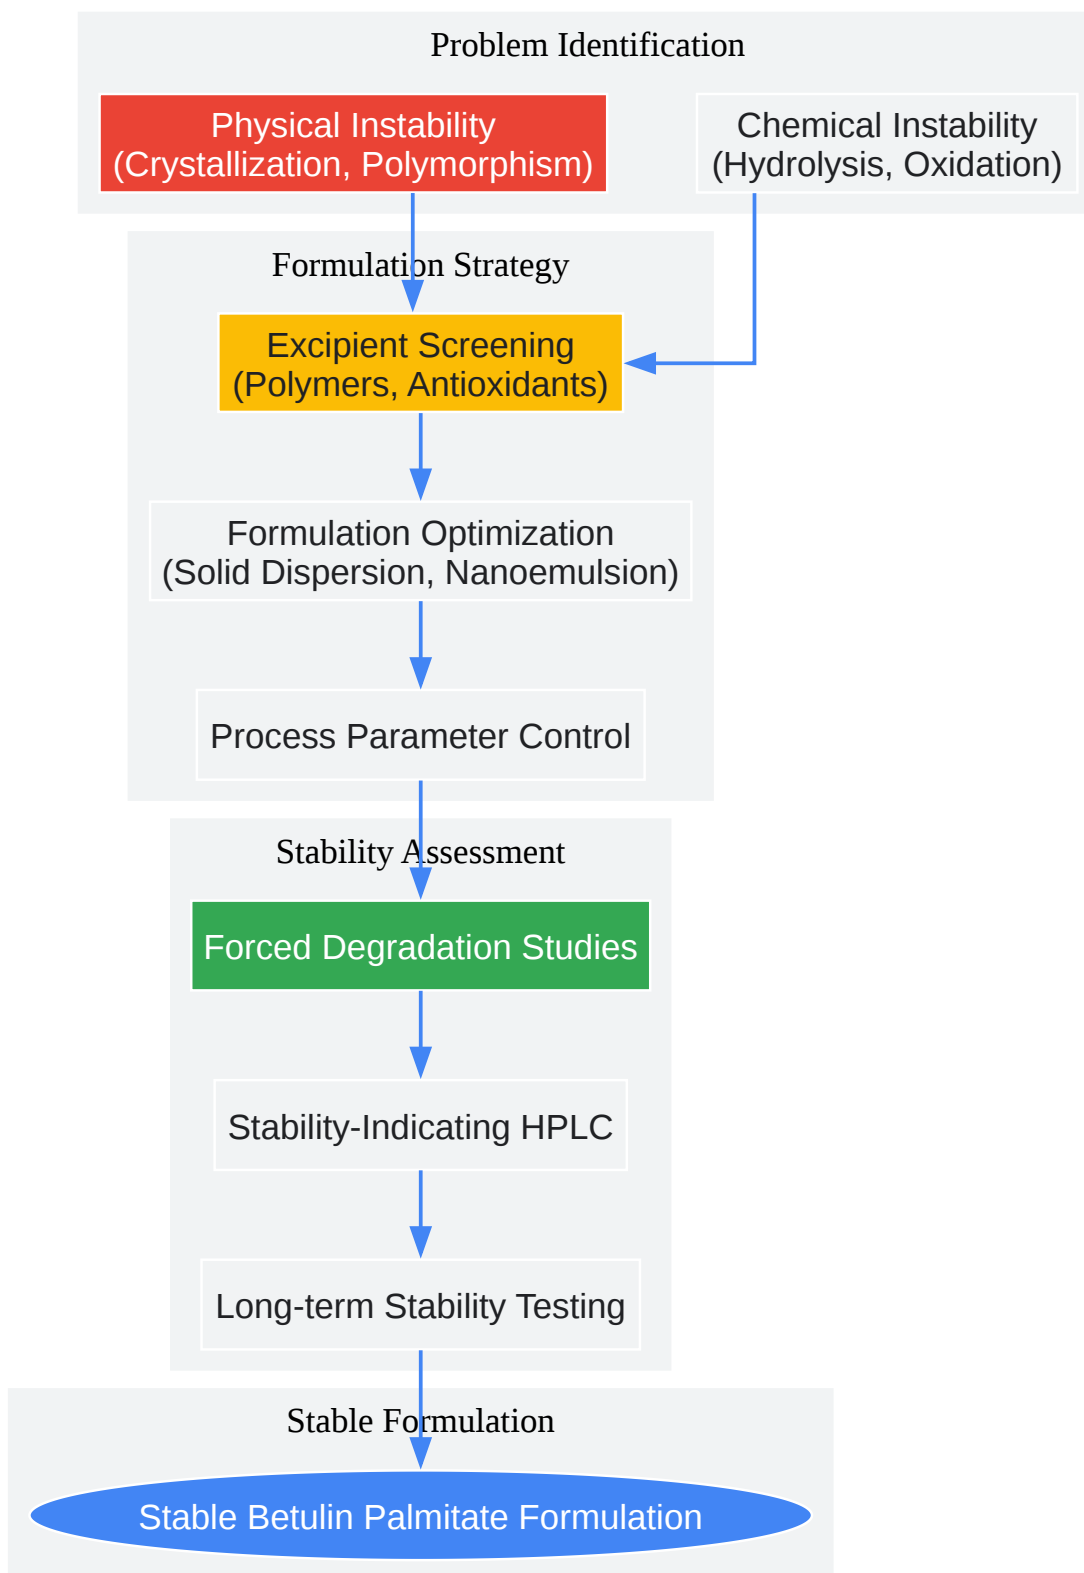 Problem Identification
Physical Instability
(Crystallization, Polymorphism)
Chemical Instability
(Hydrolysis, Oxidation)
Formulation Strategy
Excipient Screening
(Polymers, Antioxidants)
Formulation Optimization
(Solid Dispersion, Nanoemulsion)
Process Parameter Control
Stability Assessment
Forced Degradation Studies
Stability-Indicating HPLC
Long-term Stability Testing
Stable Formulation
Stable Betulin Palmitate Formulation